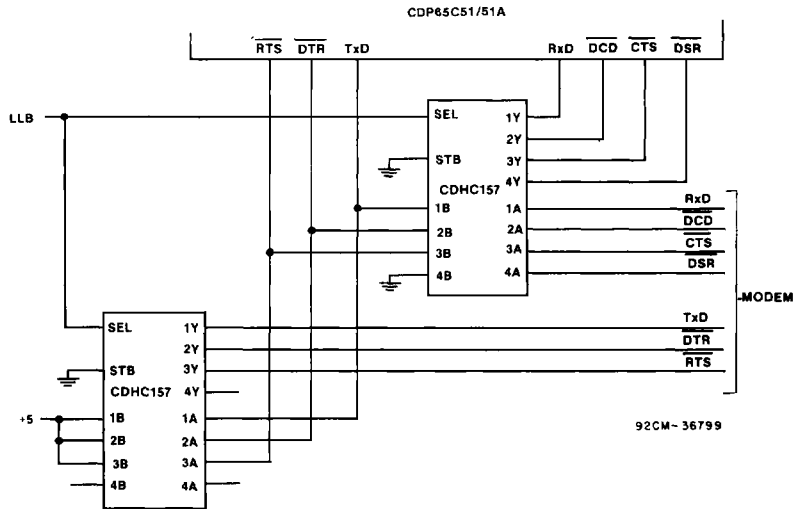 CDP65C51/51A
RTS DTR TxD RxD DCD CTS DSR
LLB
SEL 1Y
2Y
STB 3Y
4Y
CDHC157
1B 1A RxD
2B 2A DCD
3B 3A CTS
4B 4A DSR
MODEM
SEL 1Y TxD
2Y DTR
STB 3Y RTS
CDHC157 4Y
+5 1B 1A
2B 2A
3B 3A
4B 4A
92CM-36799